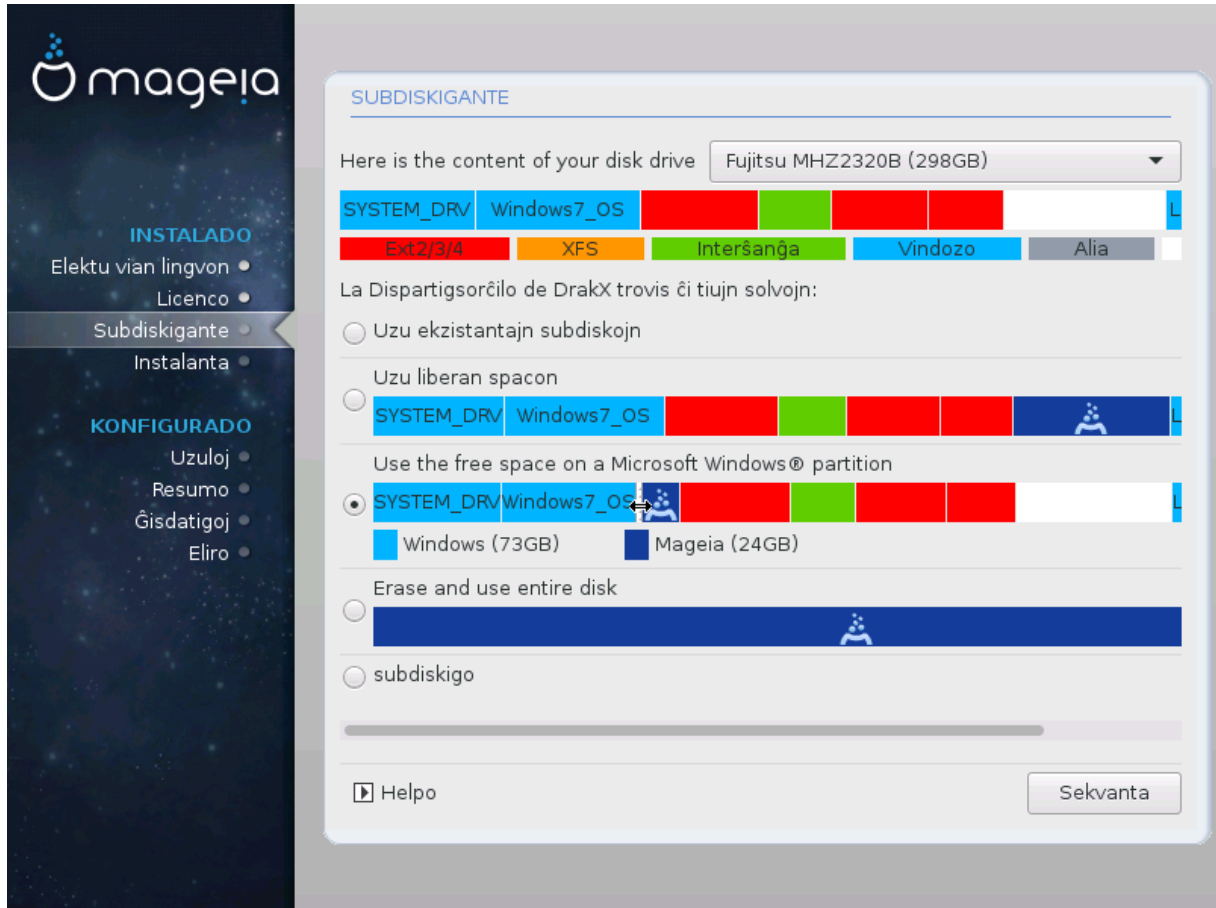 mageia
INSTALADO
Elektu vian lingvon
Licenco
Subdiskigante
Instalanta
KONFIGURADO
Uzuloj
Resumo
Ĝisdatigoj
Eliro
SUBDISKIGANTE
Here is the content of your disk drive Fujitsu MHZ2320B (298GB)
SYSTEM_DRV Windows7_OS L
Ext2/3/4 XFS Interŝanĝa Vindozo Alia
La Dispartigsorĉilo de DrakX trovis ĉi tiujn solvojn:
Uzu ekzistantajn subdiskojn
Uzu liberan spacon
SYSTEM_DRV Windows7_OS L
Use the free space on a Microsoft Windows® partition
SYSTEM_DRV Windows7_OS L
Windows (73GB) Mageia (24GB)
Erase and use entire disk
subdiskigo
Helpo Sekvanta